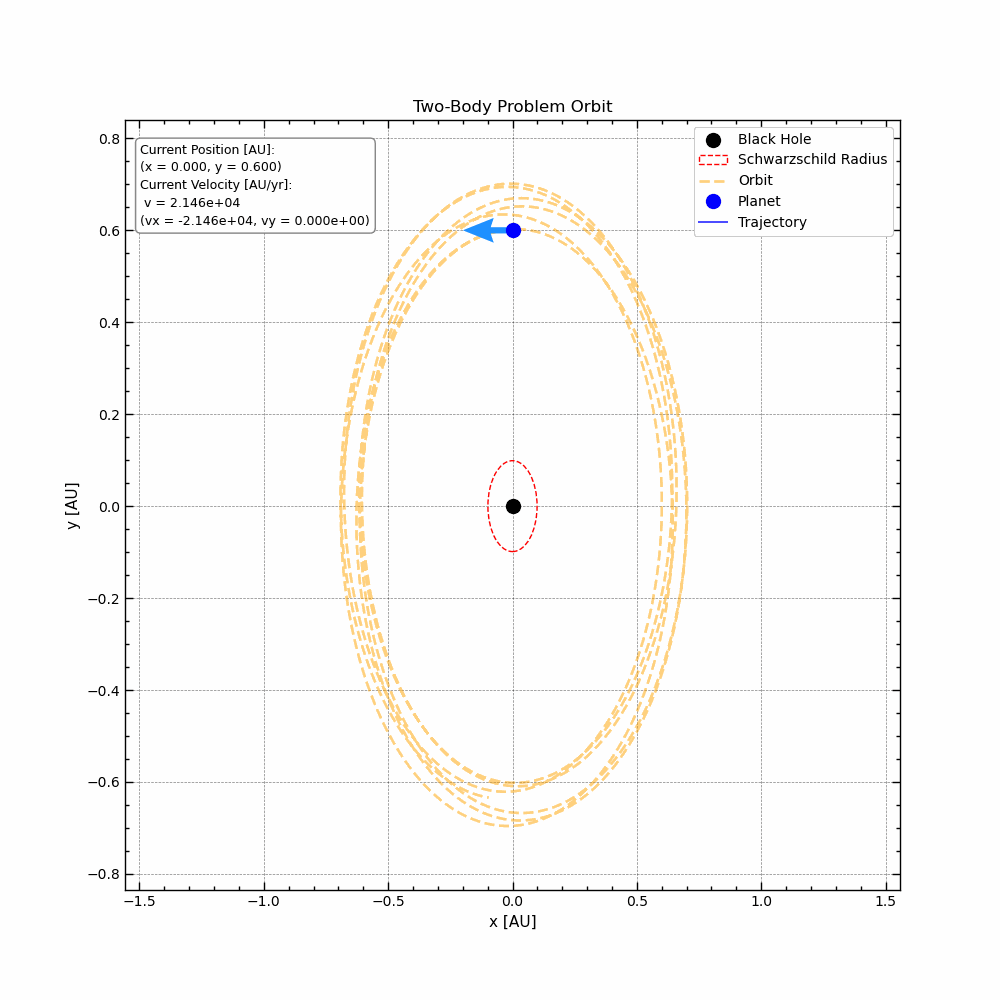 Two-Body Problem Orbit
Current Position [AU]:
(x = 0.000, y = 0.600)
Current Velocity [AU/yr]:
v = 2.146e+04
(vx = -2.146e+04, vy = 0.000e+00)
Black Hole
Schwarzschild Radius
Orbit
Planet
Trajectory
y [AU]
0.8
0.6
0.4
0.2
0.0
−0.2
−0.4
−0.6
−0.8
−1.5 −1.0 −0.5 0.0 0.5 1.0 1.5
x [AU]